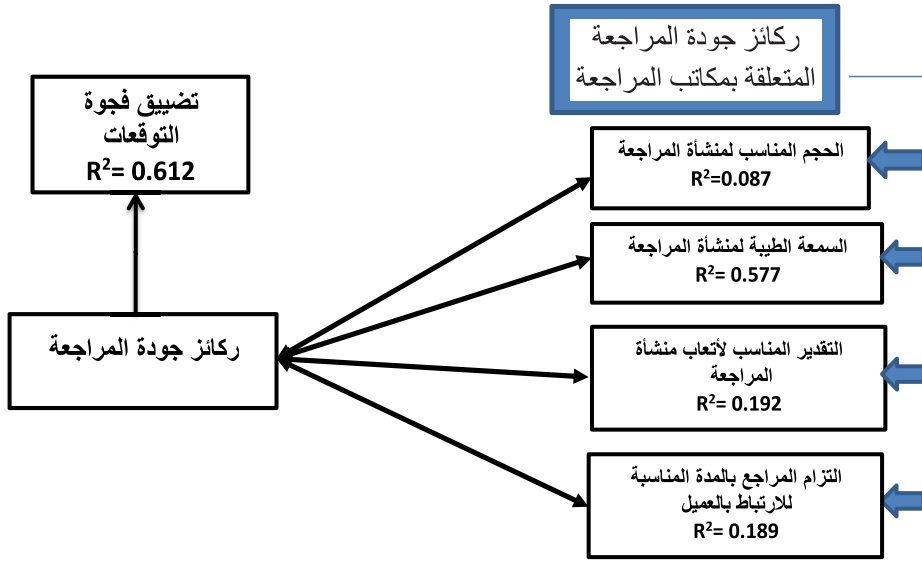 ركائز جودة المراجعة
المتعلقة بمكاتب المراجعة
تضييق فجوة
التوقعات
R²= 0.612
الحجم المناسب لمنشأة المراجعة
R²=0.087
السمعة الطيبة لمنشأة المراجعة
R²= 0.577
ركائز جودة المراجعة
التقدير المناسب لأتعاب منشأة
المراجعة
R²= 0.192
التزام المراجع بالمدة المناسبة
للارتباط بالعميل
R²= 0.189